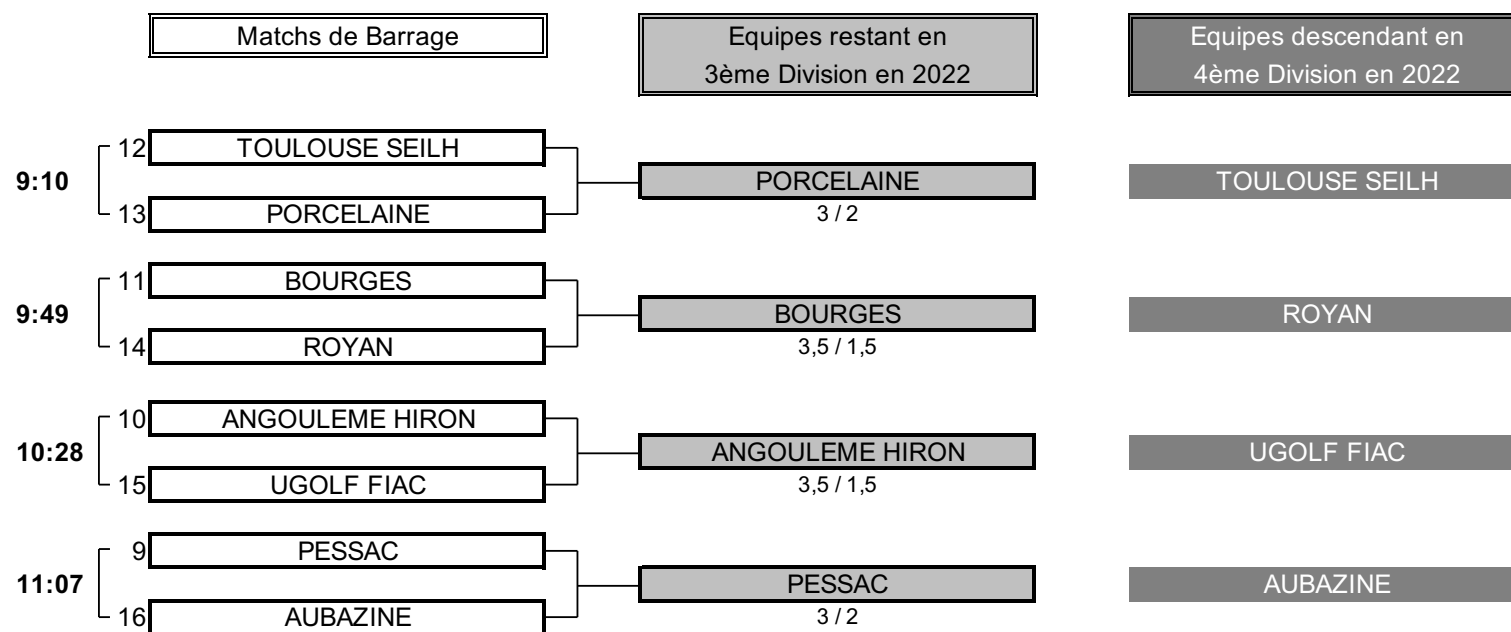 Matchs de Barrage
Equipes restant en
3ème Division en 2022
Equipes descendant en
4ème Division en 2022
9:10
12 TOULOUSE SEILH
13 PORCELAINE
PORCELAINE
3 / 2
TOULOUSE SEILH
9:49
11 BOURGES
14 ROYAN
BOURGES
3,5 / 1,5
ROYAN
10:28
10 ANGOULEME HIRON
15 UGOLF FIAC
ANGOULEME HIRON
3,5 / 1,5
UGOLF FIAC
11:07
9 PESSAC
16 AUBAZINE
PESSAC
3 / 2
AUBAZINE